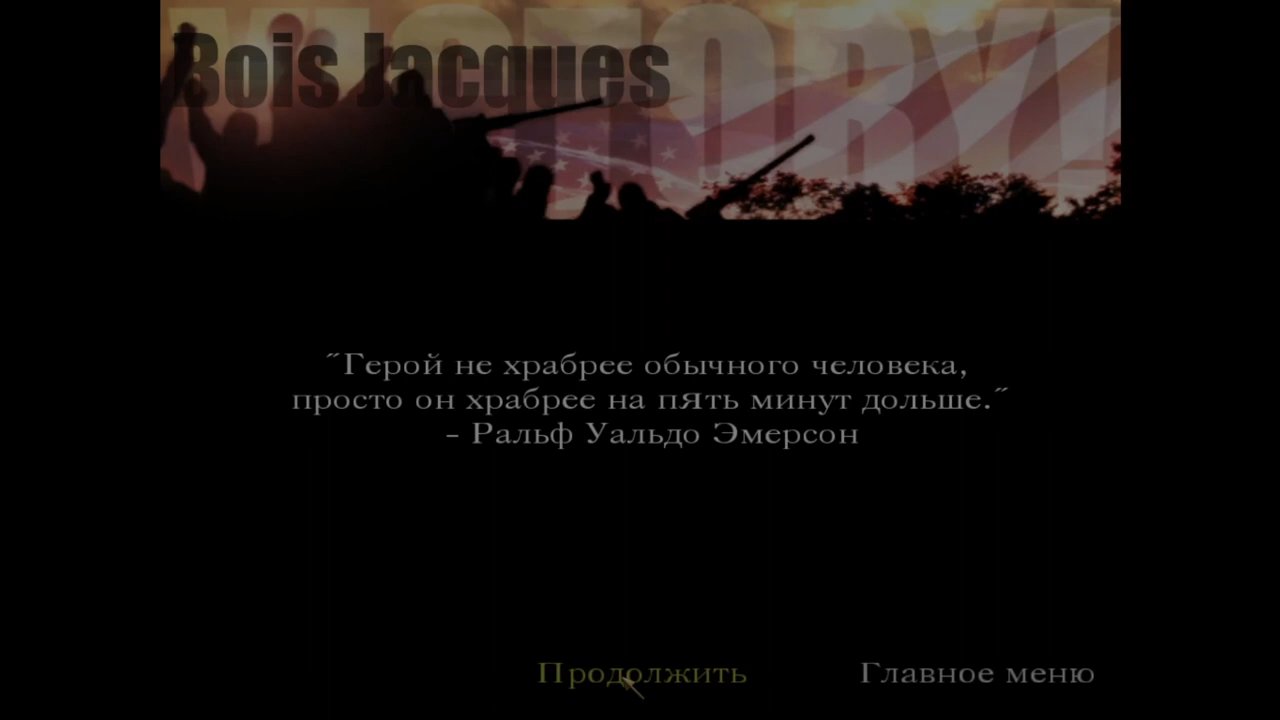 VICTORY!
Bois Jacques
"Герой не храбрее обычного человека,
просто он храбрее на пять минут дольше."
- Ральф Уальдо Эмерсон
Продолжить
Главное меню